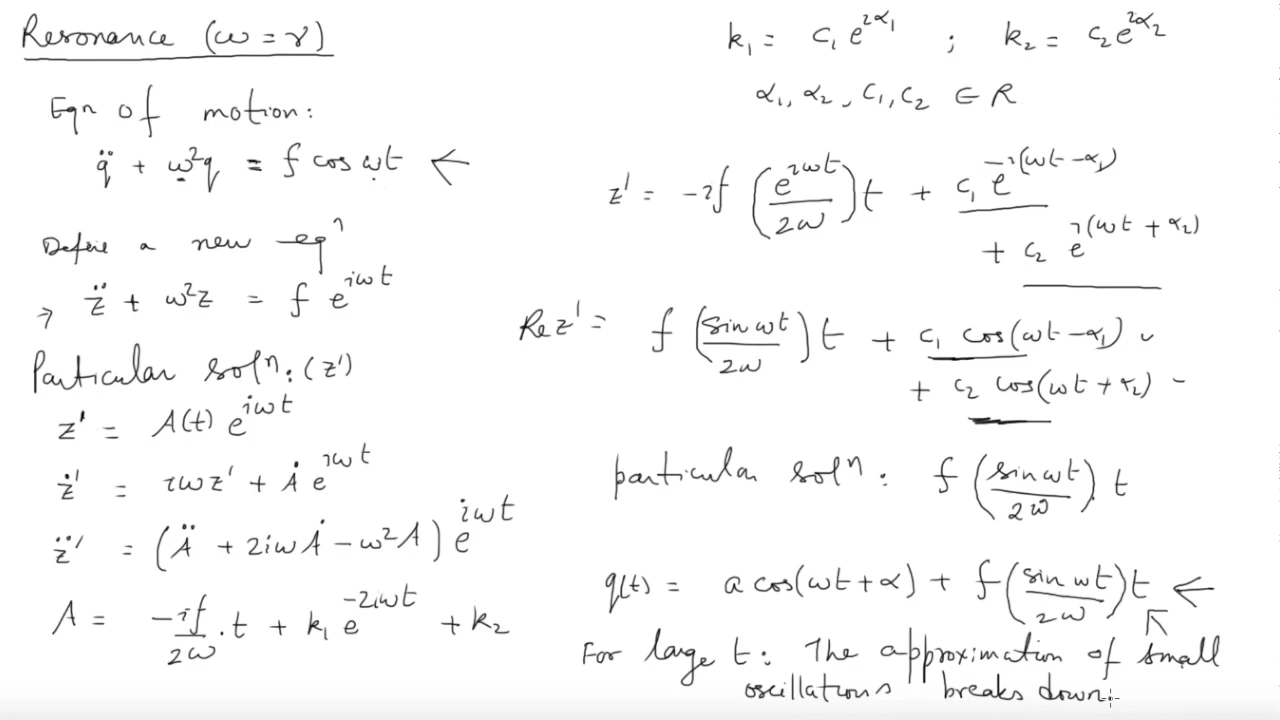 Resonance (ω = γ)
Eqn of motion:
q̈ + ω²q = f cos ωt ←
Define a new eqⁿ
→ z̈ + ω²z = f e^{iωt}
Particular solⁿ: (z')
z' = A(t) e^{iωt}
ż' = iωz' + Ȧ e^{iωt}
z̈' = (Ä + 2iωȦ − ω²A) e^{iωt}
A = −if/2ω · t + k₁ e^{−2iωt} + k₂
k₁ = c₁ e^{iα₁} ; k₂ = c₂ e^{iα₂}
α₁, α₂, c₁, c₂ ∈ R
z' = −if (e^{iωt}/2ω) t + c₁ e^{−i(ωt−α₁)}
+ c₂ e^{i(ωt + α₂)}
Re z' = f (sin ωt/2ω) t + c₁ cos(ωt−α₁)
+ c₂ cos(ωt + α₂)
particular solⁿ: f (sin ωt/2ω) t
q(t) = a cos(ωt + α) + f (sin ωt/2ω) t ←
For large t: The approximation of small
oscillations breaks down